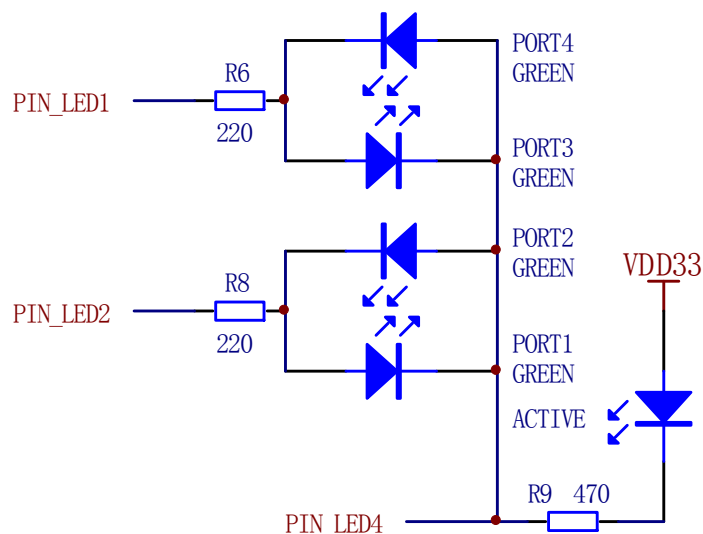 PORT4
GREEN
R6
PIN_LED1
220
PORT3
GREEN
PORT2
GREEN
VDD33
R8
PIN_LED2
220
PORT1
GREEN
ACTIVE
R9 470
PIN LED4